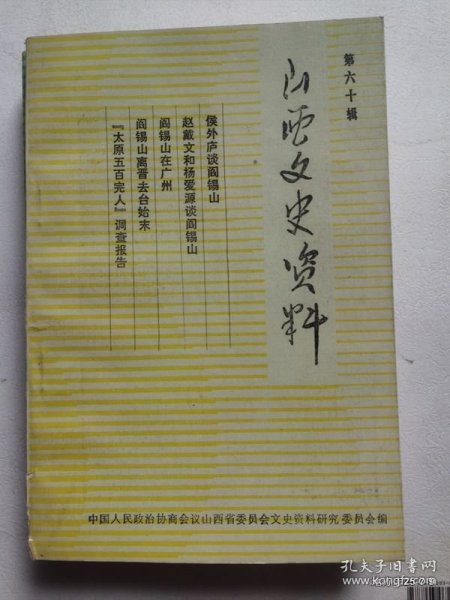 第六十辑
山西文史资料
侯外庐谈阎锡山
赵戴文和杨爱源谈阎锡山
阎锡山在广州
阎锡山离晋去台始末
『太原五百完人』调查报告
中国人民政治协商会议山西省委员会文史资料研究委员会编
孔夫子旧书网
www.kongfz.com